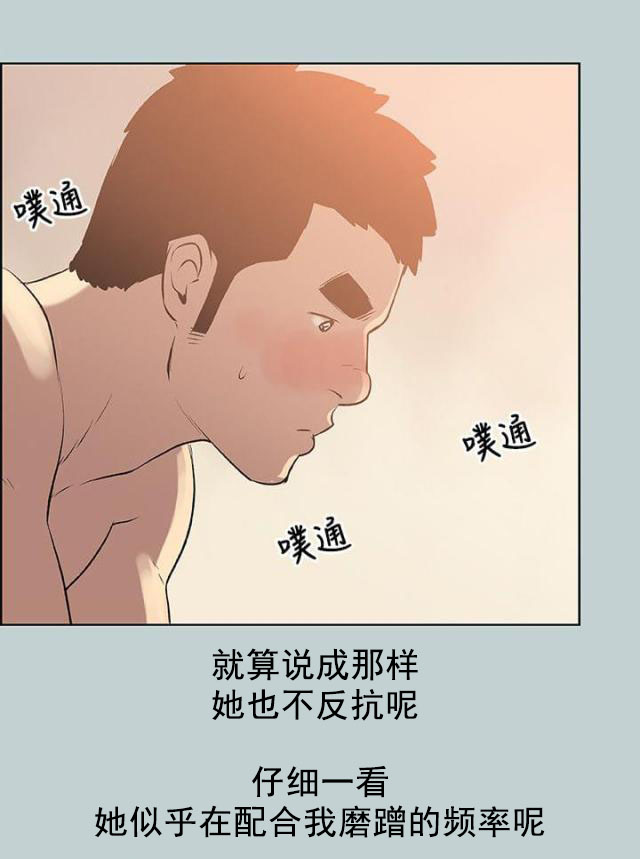 噗通
噗通
噗通
就算说成那样
她也不反抗呢
仔细一看
她似乎在配合我磨蹭的频率呢